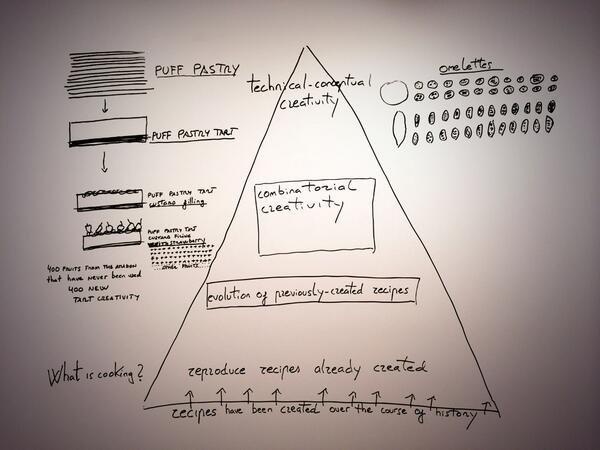 PUFF PASTRY
PUFF PASTRY TART
PUFF PASTRY TART
custard filling
PUFF PASTRY TART
custard filling
with strawberry
...other fruits...
400 fruits from the amazon
that have never been used
400 new
tart creativity
What is cooking?
technical-conceptual
creativity
combinatorial
creativity
evolution of previously-created recipes
reproduce recipes already created
recipes have been created over the course of history
omelettes